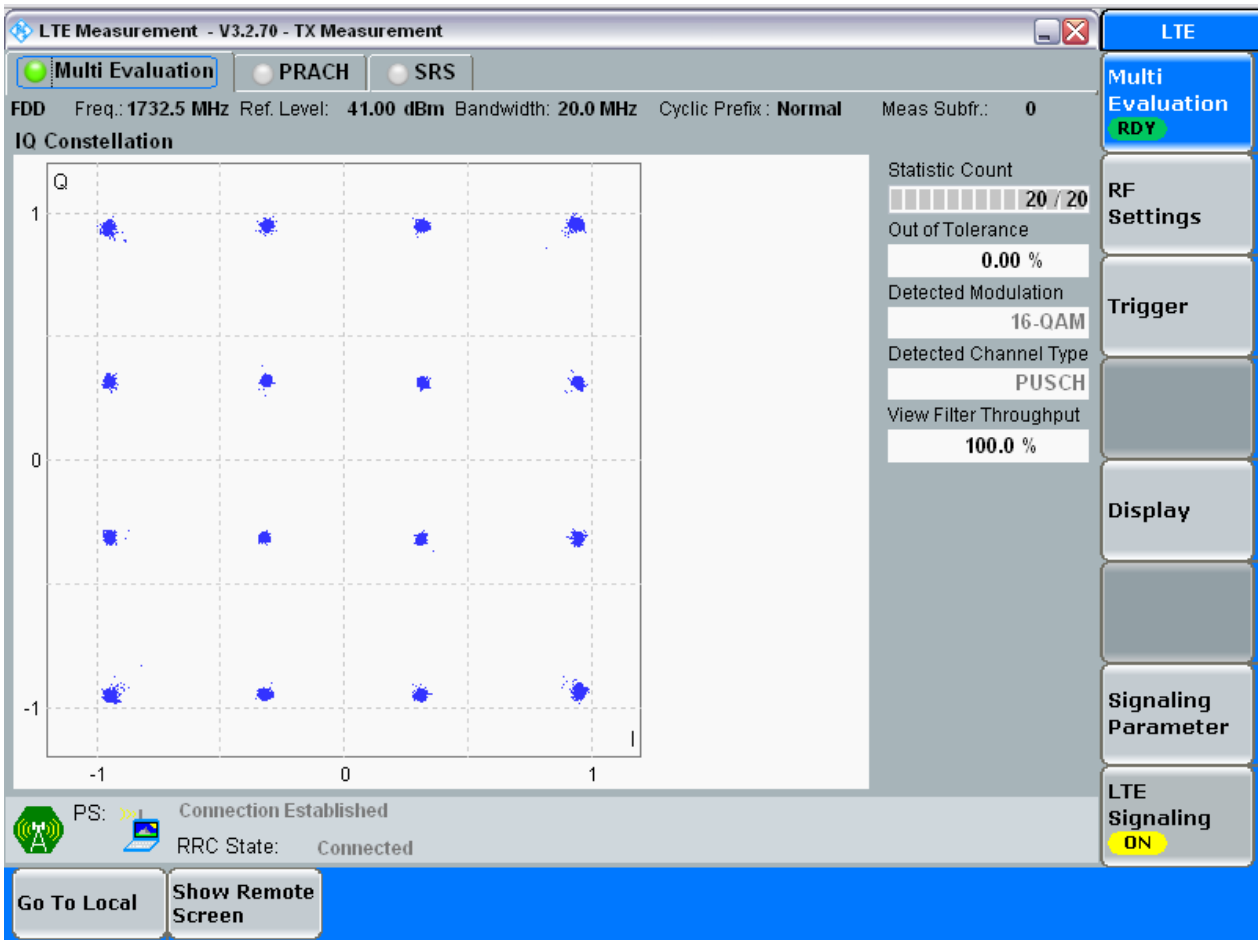 LTE Measurement - V3.2.70 - TX Measurement
LTE
Multi Evaluation PRACH SRS
FDD Freq.: 1732.5 MHz Ref. Level: 41.00 dBm Bandwidth: 20.0 MHz Cyclic Prefix : Normal Meas Subfr.: 0
IQ Constellation
Q
1
0
-1
-1 0 1
I
Statistic Count
20 / 20
Out of Tolerance
0.00 %
Detected Modulation
16-QAM
Detected Channel Type
PUSCH
View Filter Throughput
100.0 %
Multi
Evaluation
RDY
RF
Settings
Trigger
Display
Signaling
Parameter
LTE
Signaling
ON
PS: Connection Established
RRC State: Connected
Go To Local
Show Remote
Screen